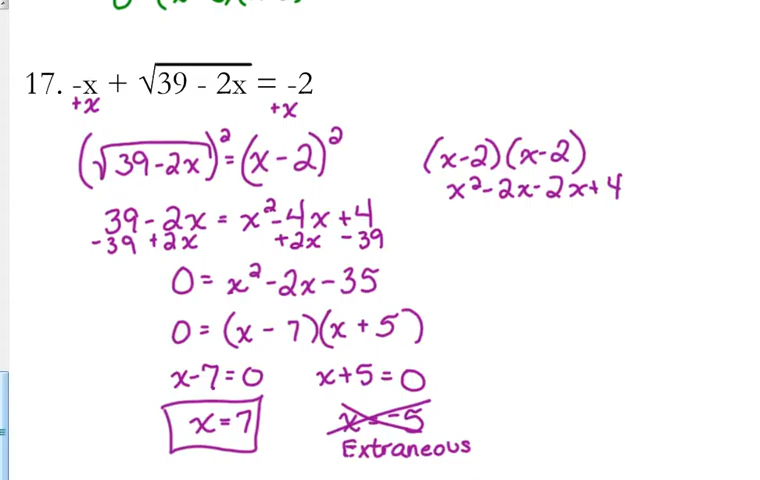 17. -x + √39 - 2x = -2
+x +x
(√39-2x)² = (x-2)²
(x-2)(x-2)
x²-2x-2x+4
39-2x = x²-4x+4
-39 +2x +2x -39
0 = x²-2x-35
0 = (x-7)(x+5)
x-7=0 x+5=0
x=7 x=-5
Extraneous